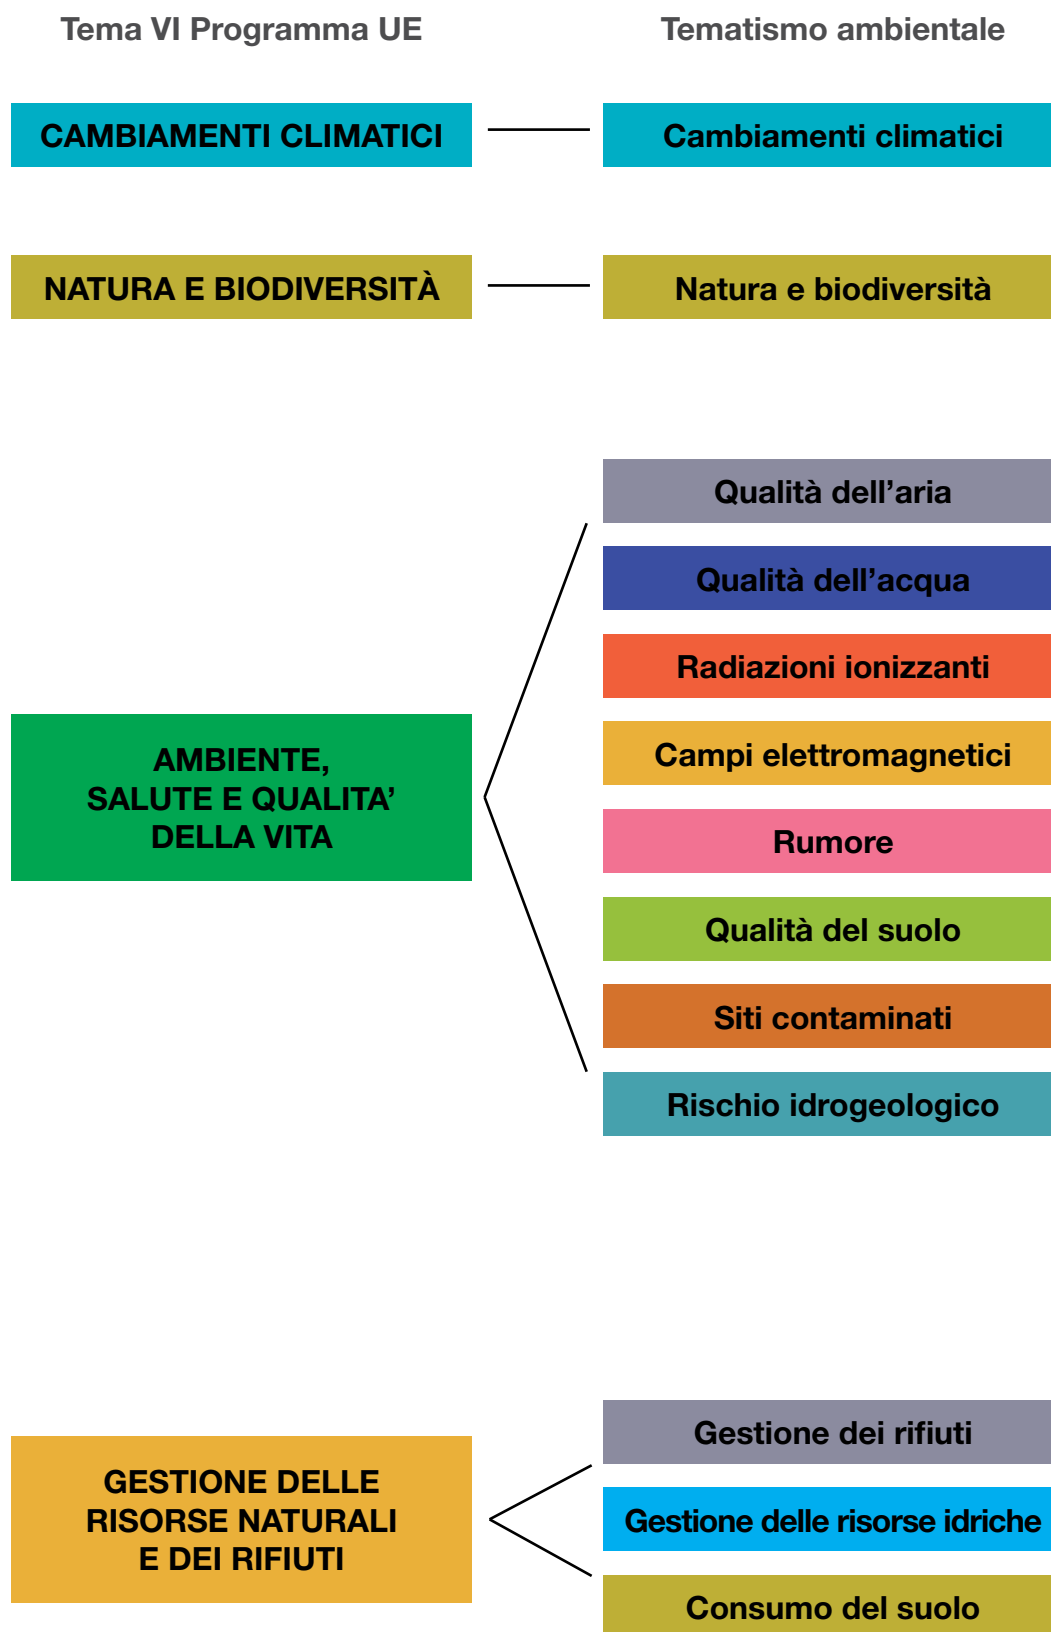 Tema VI Programma UE
Tematismo ambientale
CAMBIAMENTI CLIMATICI
Cambiamenti climatici
NATURA E BIODIVERSITÀ
Natura e biodiversità
AMBIENTE,
SALUTE E QUALITA’
DELLA VITA
Qualità dell’aria
Qualità dell’acqua
Radiazioni ionizzanti
Campi elettromagnetici
Rumore
Qualità del suolo
Siti contaminati
Rischio idrogeologico
GESTIONE DELLE
RISORSE NATURALI
E DEI RIFIUTI
Gestione dei rifiuti
Gestione delle risorse idriche
Consumo del suolo